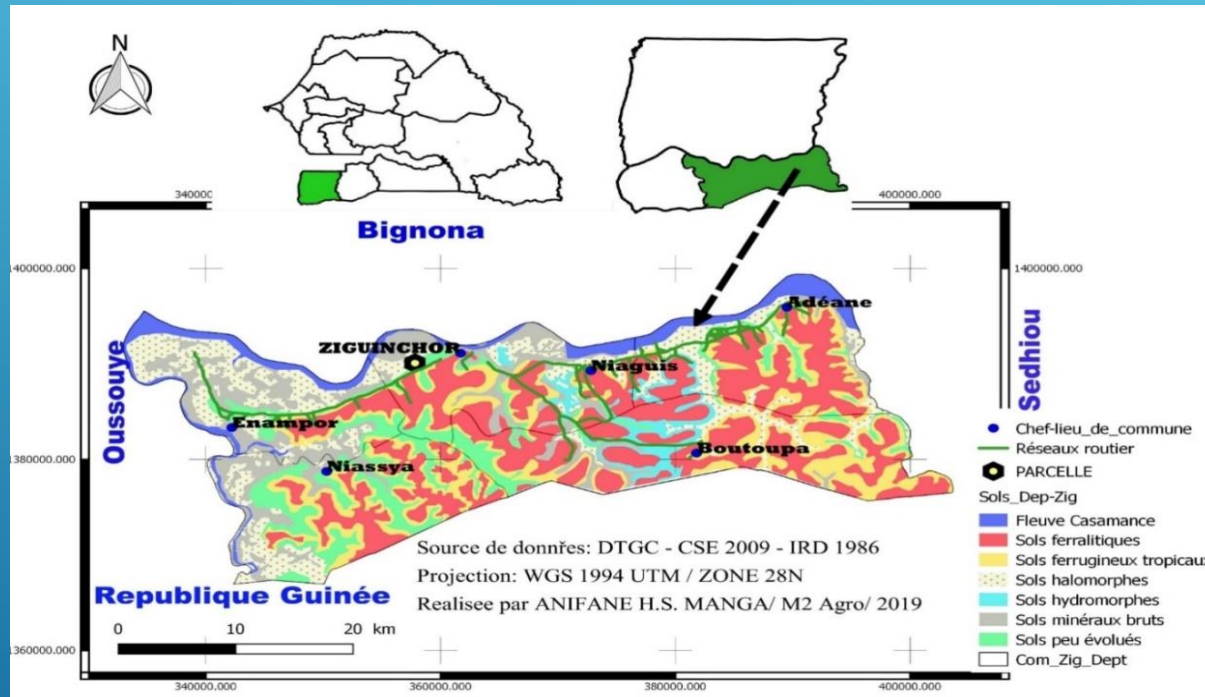 N
340000.000
400000.000
Bignona
1400000.000
1400000.000
Adéane
ZIGUINCHOR
Niaguis
Oussouye
Sedhiou
Enampor
Boutoupa
Niassya
1380000.000
Chef-lieu_de_commune
Réseaux routier
PARCELLE
Sols_Dep-Zig
Fleuve Casamance
Sols ferralitiques
Sols ferrugineux tropicaux
Sols halomorphes
Sols hydromorphes
Sols minéraux bruts
Sols peu évolués
Com_Zig_Dept
Source de donnřes: DTGC - CSE 2009 - IRD 1986
Projection: WGS 1994 UTM / ZONE 28N
Realisee par ANIFANE H.S. MANGA/ M2 Agro/ 2019
Republique Guinée
0 10 20 km
1360000.000
1360000.000
340000.000
360000.000
380000.000
400000.000